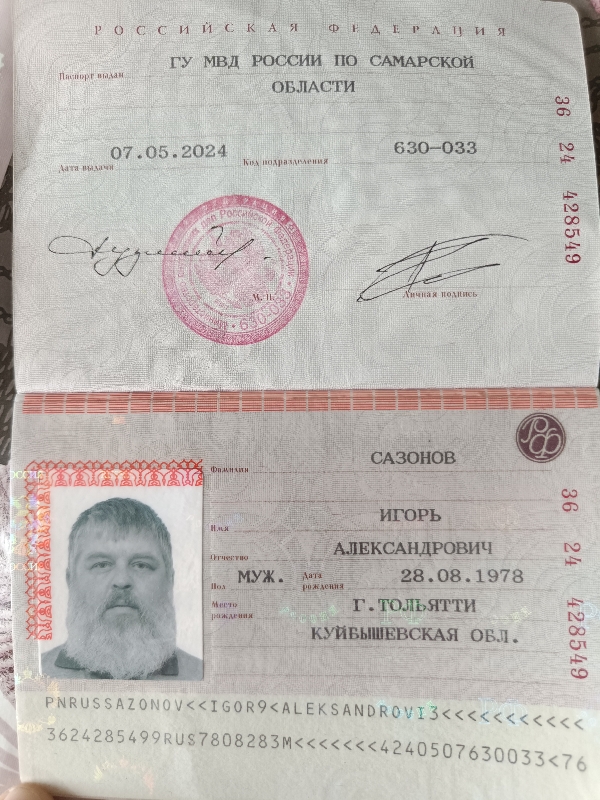 РОССИЙСКАЯ ФЕДЕРАЦИЯ
Паспорт выдан ГУ МВД РОССИИ ПО САМАРСКОЙ
ОБЛАСТИ
Дата выдачи 07.05.2024 Код подразделения 630-033
М. П.
Личная подпись
36 24 428549
Фамилия САЗОНОВ
Имя ИГОРЬ
Отчество АЛЕКСАНДРОВИЧ
Пол МУЖ. Дата рождения 28.08.1978
Место рождения Г.ТОЛЬЯТТИ
КУЙБЫШЕВСКАЯ ОБЛ.
36 24 428549
PNRUSSAZONOV<<IGOR9<ALEKSANDROVI3<<<<<<<<<<<
3624285499RUS7808283M<<<<<<<4240507630033<76